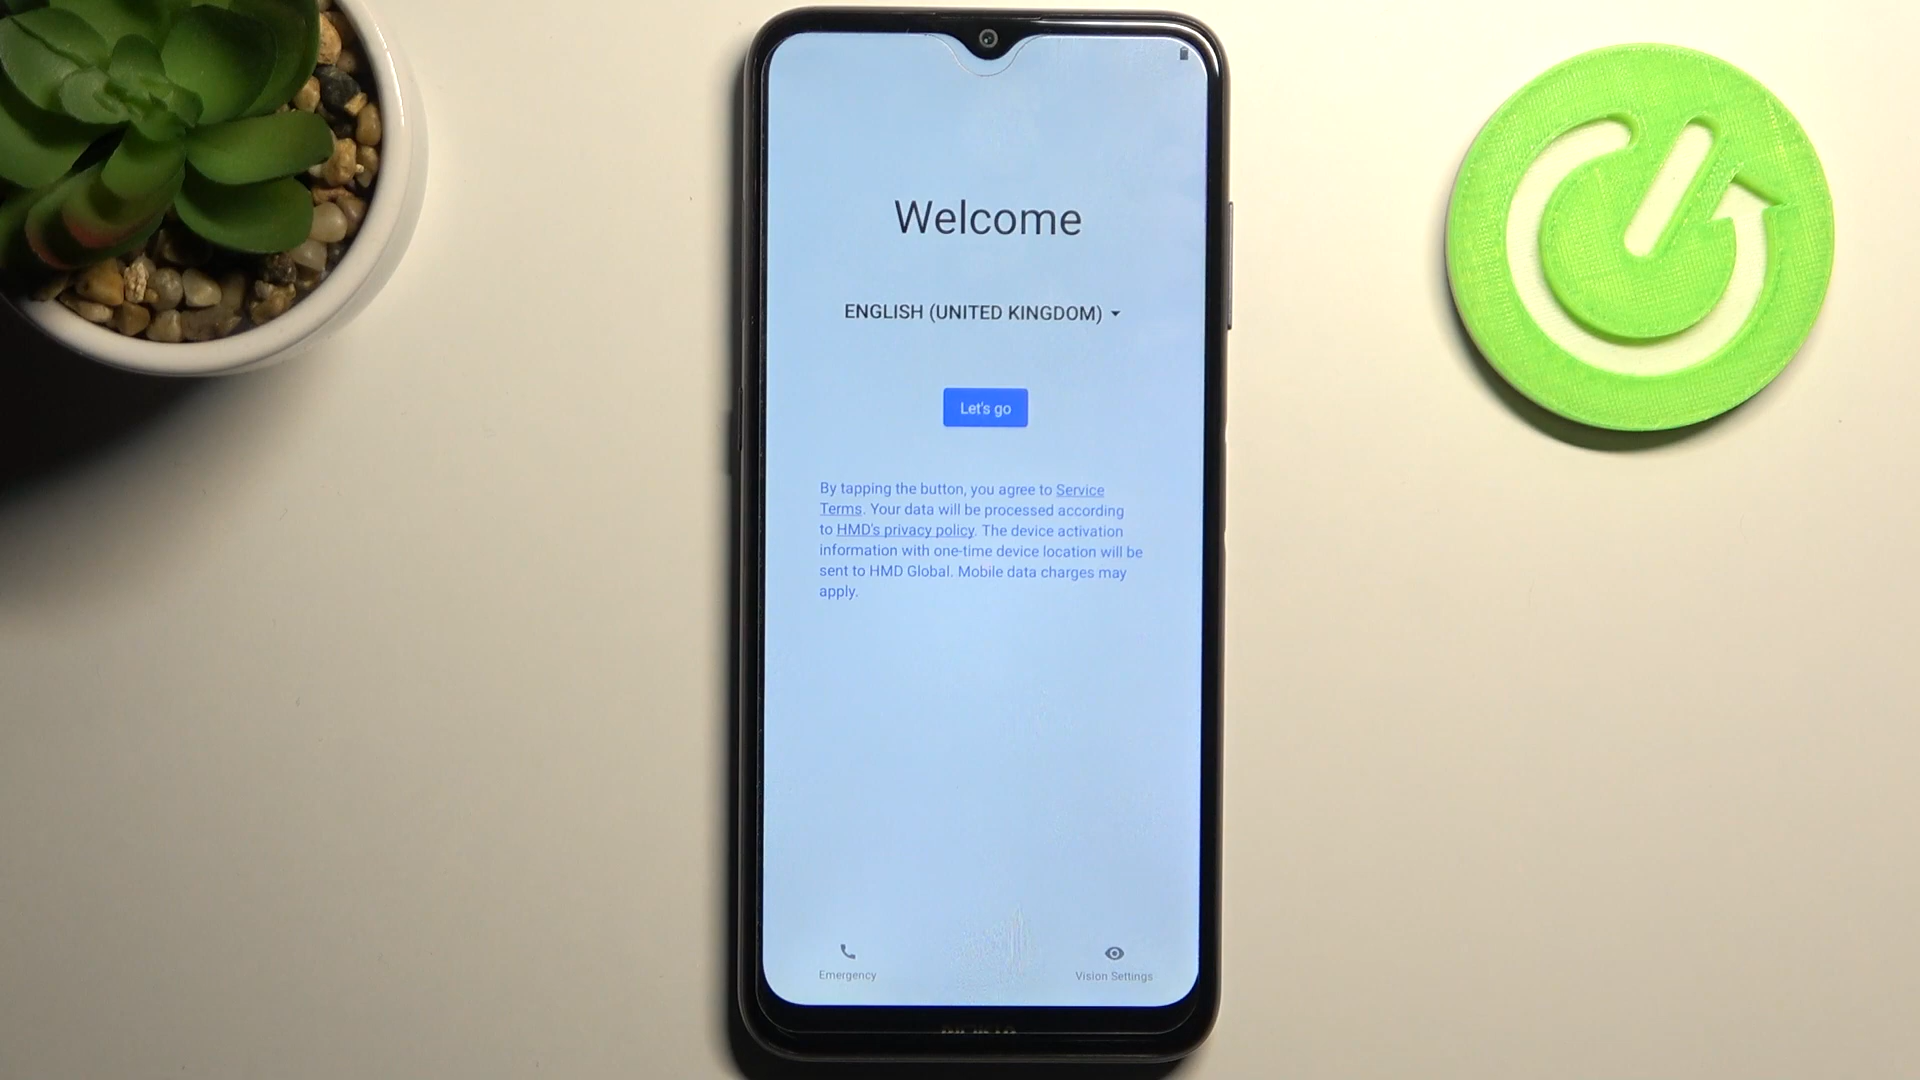 Welcome
ENGLISH (UNITED KINGDOM)
Let's go
By tapping the button, you agree to Service
Terms. Your data will be processed according
to HMD's privacy policy. The device activation
information with one-time device location will be
sent to HMD Global. Mobile data charges may
apply.
Emergency
Vision Settings